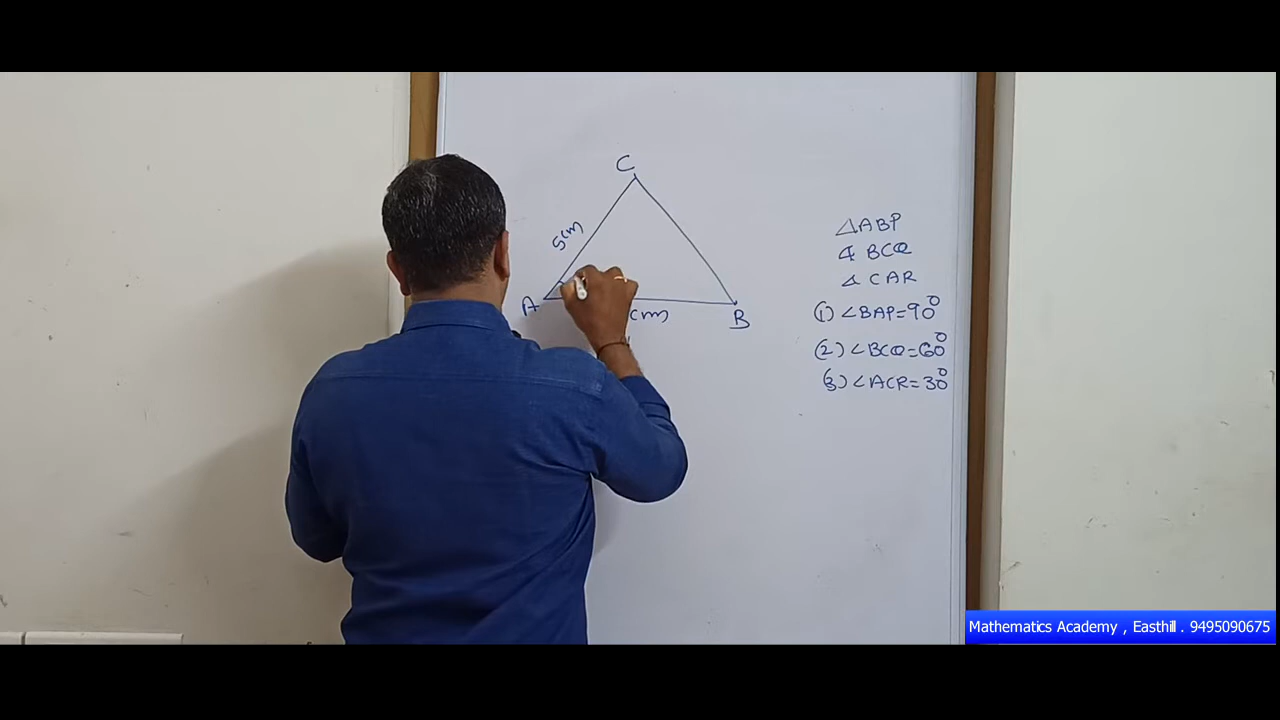 C
5cm
A
cm
B
△ABP
△ BCQ
△ CAR
(1) ∠BAP=90°
(2) ∠BCQ=60°
(3) ∠ACR=30°
Mathematics Academy , Easthill . 9495090675